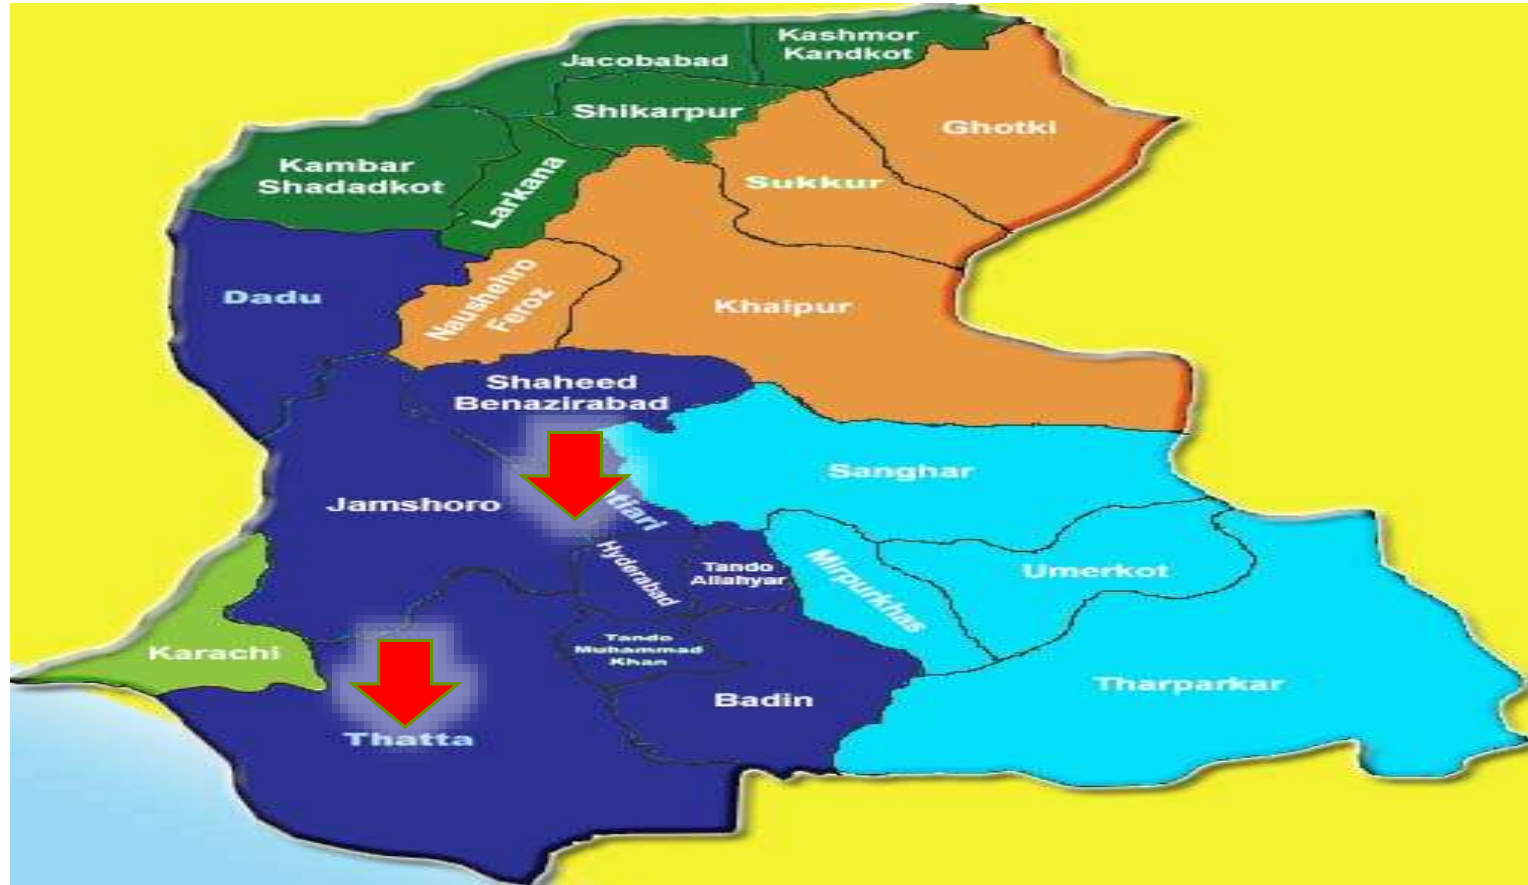 Kashmor
Kandkot
Jacobabad
Shikarpur
Ghotki
Kambar
Shadadkot
Larkana
Sukkur
Dadu
Naushehro
Feroz
Khaipur
Shaheed
Benazirabad
Sanghar
Jamshoro
tiari
Hyderabad
Tando
Allahyar
Mirpurkhas
Umerkot
Karachi
Tando
Muhammad
Khan
Tharparkar
Badin
Thatta